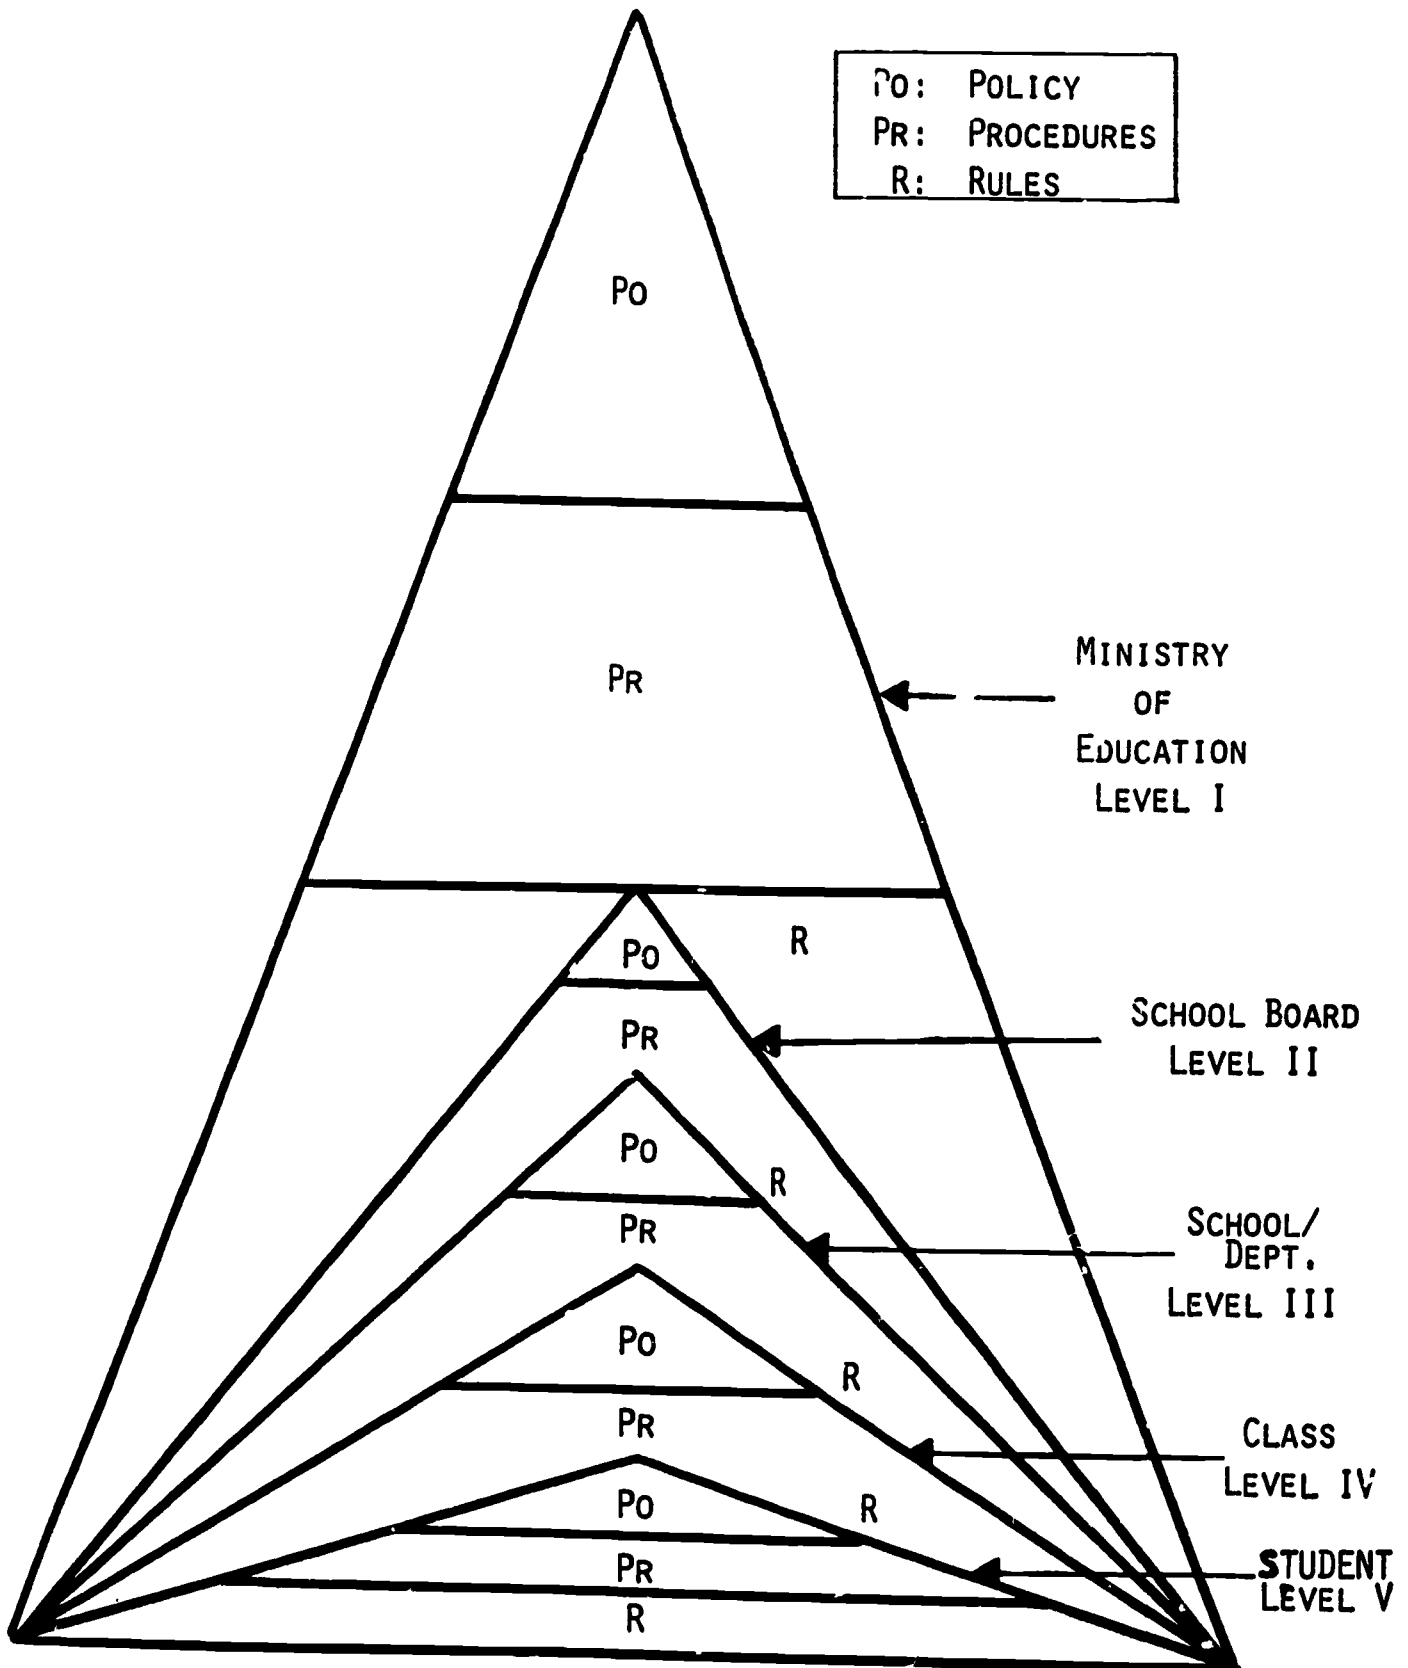 Po: POLICY
PR: PROCEDURES
R: RULES
Po
PR
MINISTRY
OF
EDUCATION
LEVEL I
R
Po
SCHOOL BOARD
PR
LEVEL II
Po
R
SCHOOL/
PR
DEPT.
LEVEL III
Po
R
PR
CLASS
LEVEL IV
Po
R
PR
STUDENT
LEVEL V
R